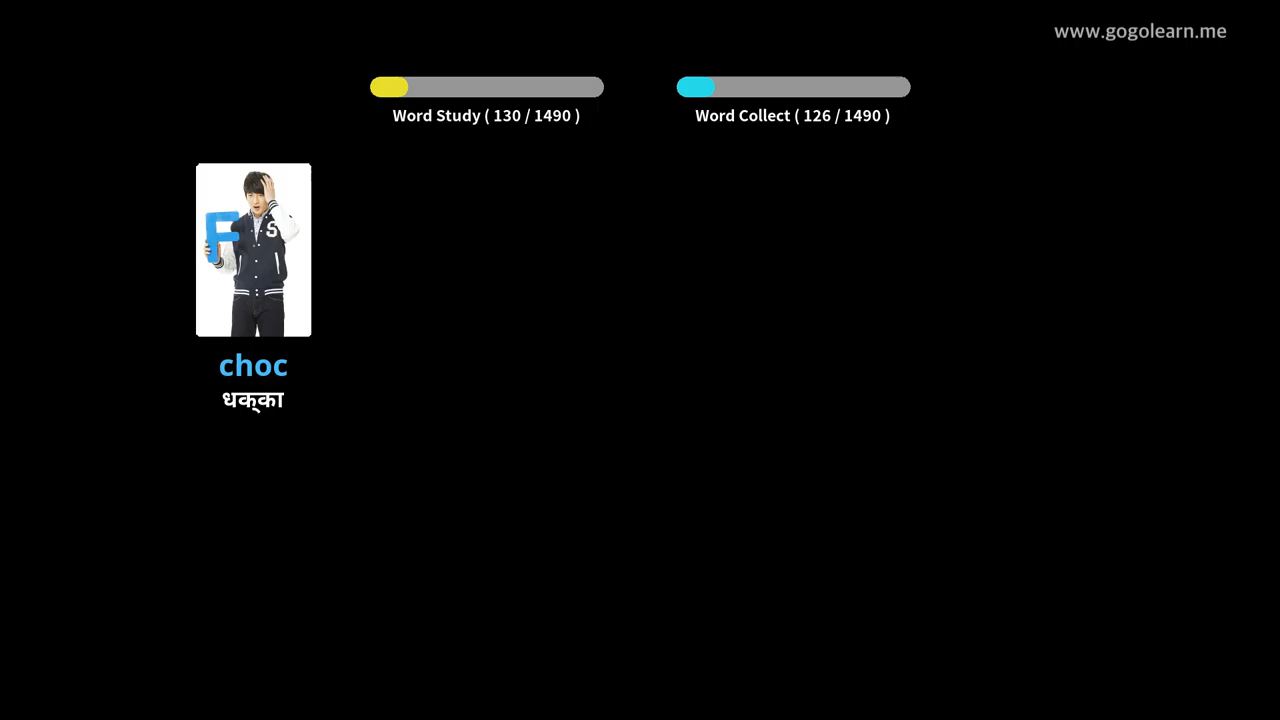 www.gogolearn.me
Word Study ( 130 / 1490 )
Word Collect ( 126 / 1490 )
F
S
choc
धक्का